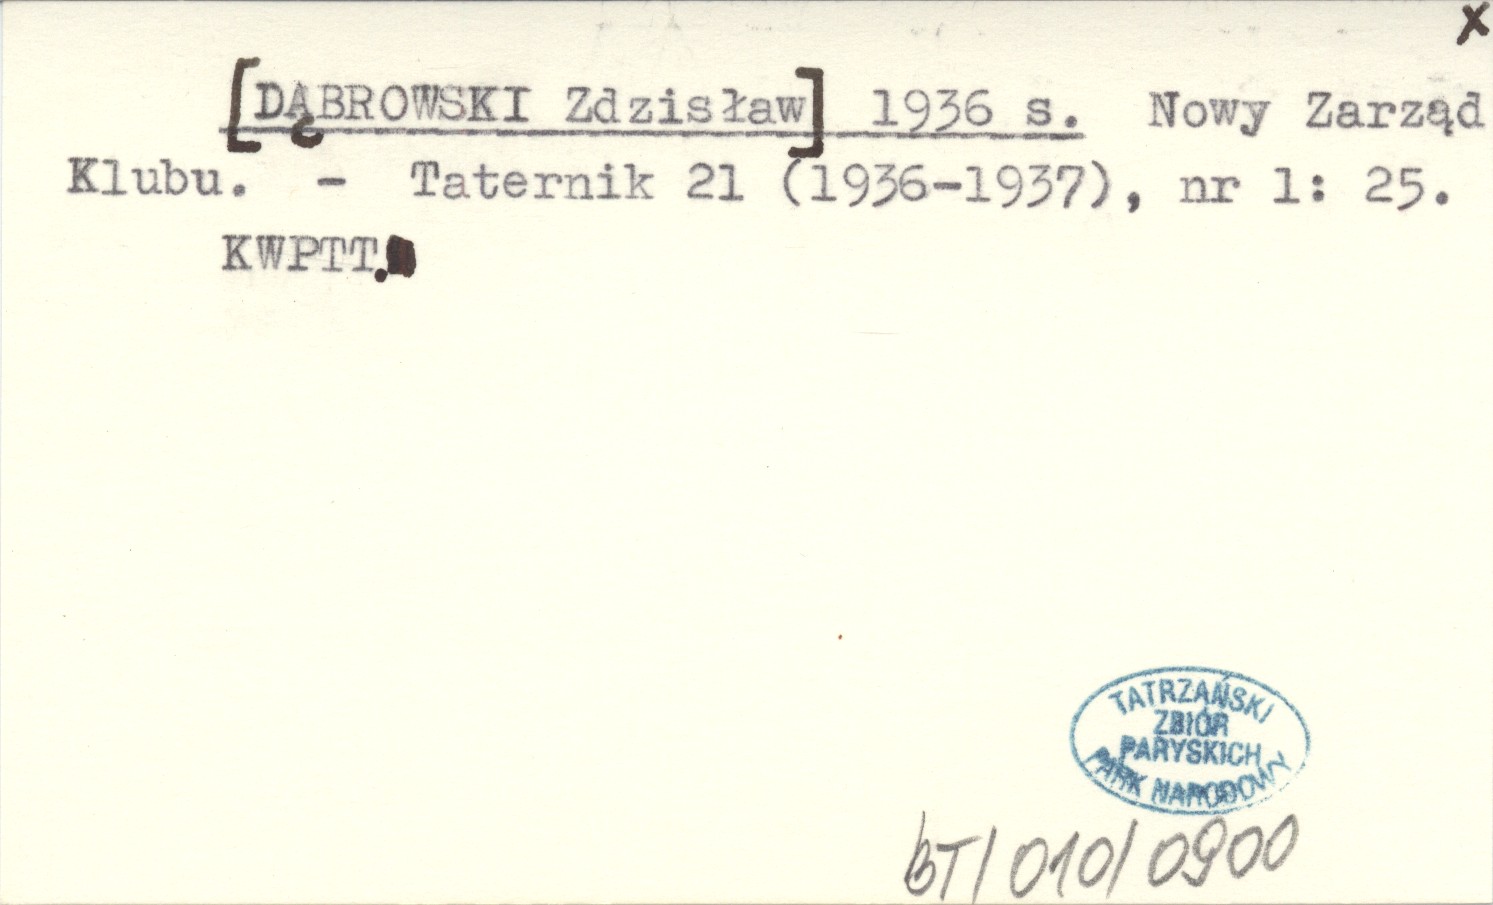 x
[DĄBROWSKI Zdzisław] 1936 s. Nowy Zarząd
Klubu. - Taternik 21 (1936-1937), nr 1: 25.
KWPTT.
TATRZAŃSKI
ZBIÓR
PARYSKICH
PARK NARODOWY
BT/010/0900